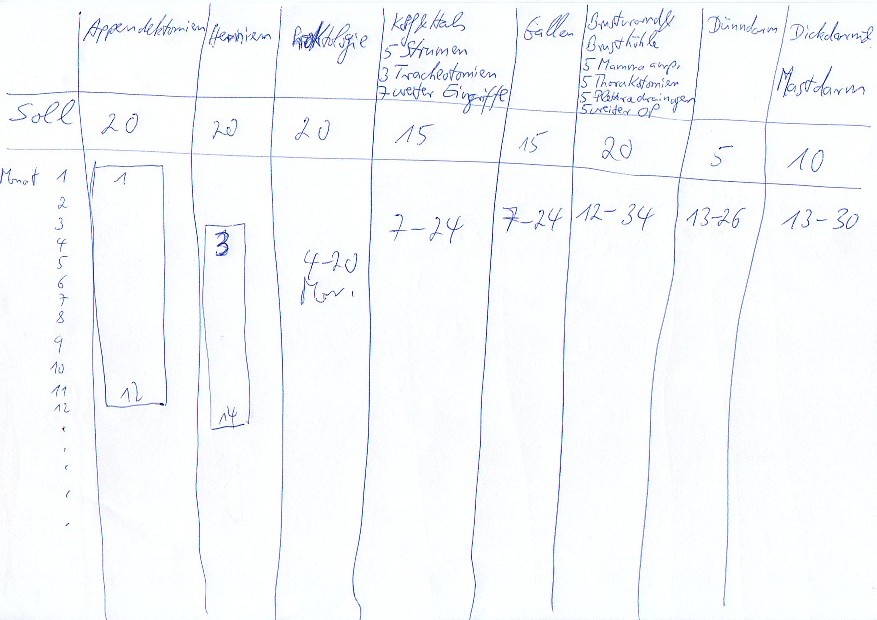 Appendektomien
Hernien
Proktologie
Kopf Hals
5 Strumen
3 Tracheotomien
7 weiter Eingriffe
Gallen
Brustwand
Brusthöhle
5 Mamma amp.
5 Thorakotomien
5
5 weiter OP
Dünndarm
Dickdarm
Mastdarm
Soll 20 20 20 15 15 20 5 10
Monat 1 1
2
3
7-24 7-24 12-34 13-26 13-30
4 3
5 4-20
6 Mon.
7
8
9
10
11 12
12 14